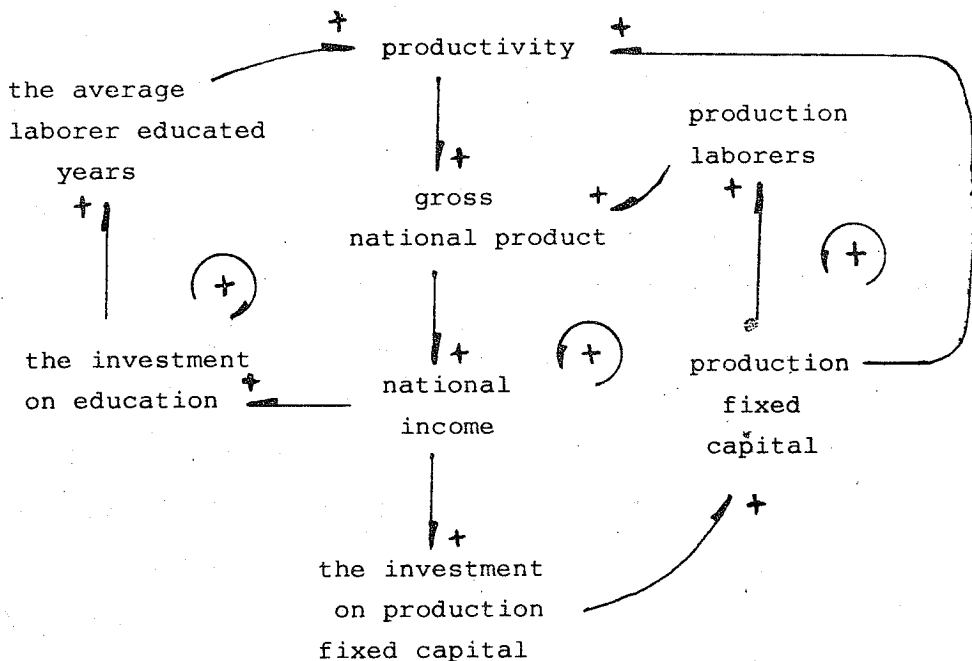 + +
productivity
the average
laborer educated
years
production
laborers
+
+
+
+
gross
national product
+
+
+
the investment
on education
+
+
national
income
+
production
fixed
capital
+
+
the investment
on production
fixed capital